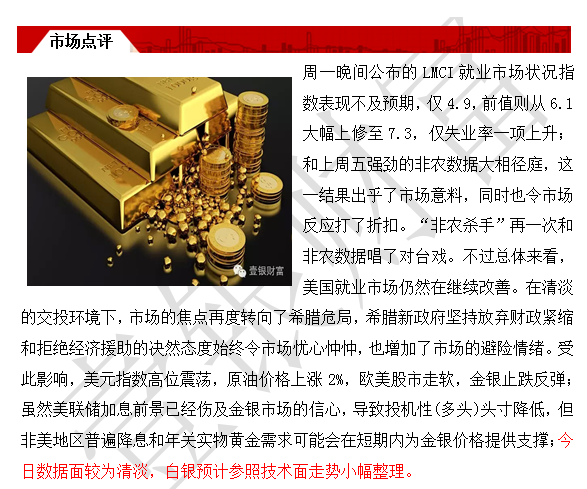 市场点评
周一晚间公布的 LMCI 就业市场状况指
数表现不及预期，仅 4.9，前值则从 6.1
大幅上修至 7.3，仅失业率一项上升；
和上周五强劲的非农数据大相径庭，这
一结果出乎了市场意料，同时也令市场
反应打了折扣。“非农杀手”再一次和
非农数据唱了对台戏。不过总体来看，
美国就业市场仍然在继续改善。在清淡
的交投环境下，市场的焦点再度转向了希腊危局，希腊新政府坚持放弃财政紧缩
和拒绝经济援助的决然态度始终令市场忧心忡忡，也增加了市场的避险情绪。受
此影响，美元指数高位震荡，原油价格上涨 2%，欧美股市走软，金银止跌反弹；
虽然美联储加息前景已经伤及金银市场的信心，导致投机性(多头)头寸降低，但
非美地区普遍降息和年关实物黄金需求可能会在短期内为金银价格提供支撑；今
日数据面较为清淡，白银预计参照技术面走势小幅整理。
壹银财富
壹银财富